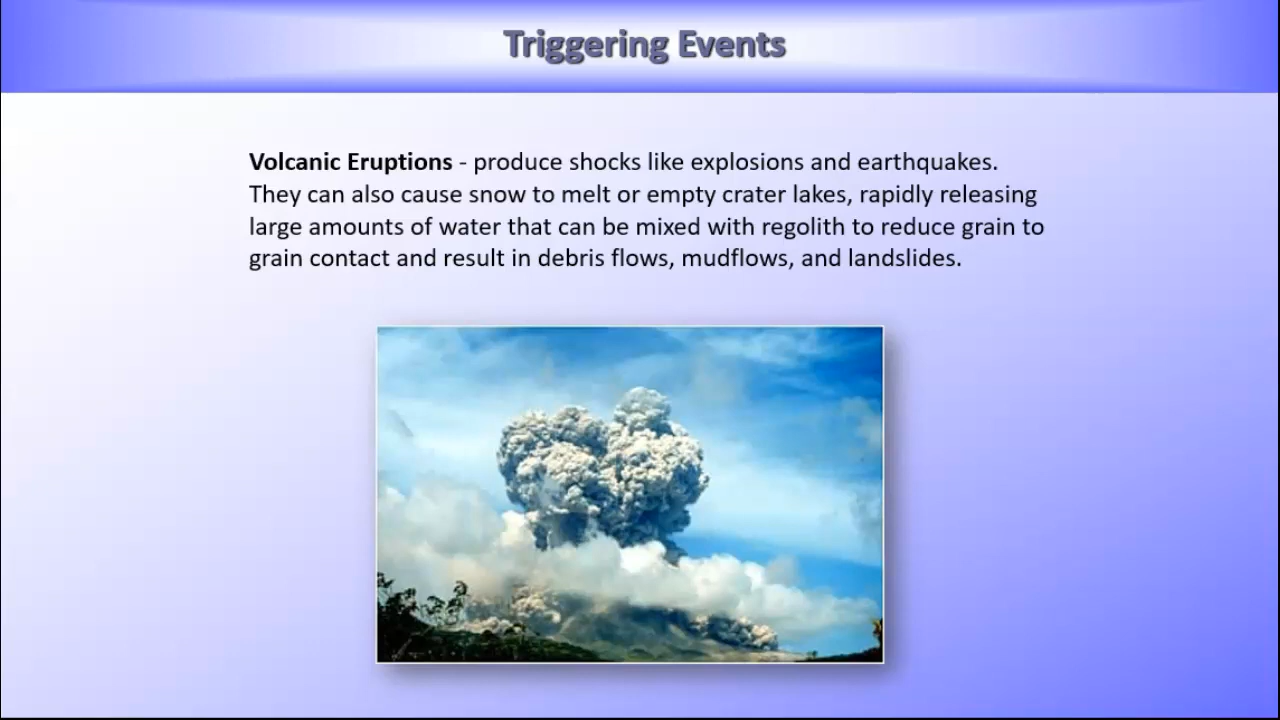 Triggering Events
Volcanic Eruptions - produce shocks like explosions and earthquakes.
They can also cause snow to melt or empty crater lakes, rapidly releasing
large amounts of water that can be mixed with regolith to reduce grain to
grain contact and result in debris flows, mudflows, and landslides.